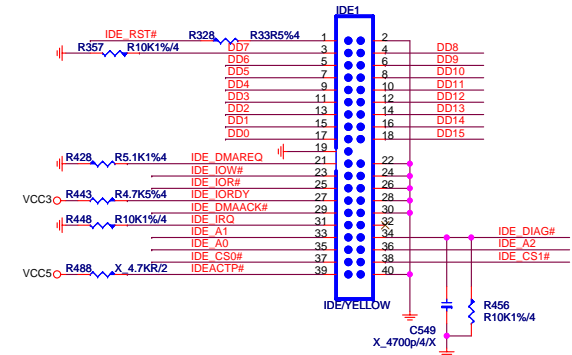 IDE1
IDE_RST# R328 R33R5%4 1 2
R357 R10K1%/4 DD7 3 4 DD8
DD6 5 6 DD9
DD5 7 8 DD10
DD4 9 10 DD11
DD3 11 12 DD12
DD2 13 14 DD13
DD1 15 16 DD14
DD0 17 18 DD15
19
R428 R5.1K1%/4 IDE_DMAREQ 21 22
IDE_IOW# 23 24
IDE_IOR# 25 26
VCC3 R443 R4.7K5%4 IDE_IORDY 27 28
IDE_DMAACK# 29 30
R448 R10K1%/4 IDE_IRQ 31 32
IDE_A1 33 34 IDE_DIAG#
IDE_A0 35 36 IDE_A2
IDE_CS0# 37 38 IDE_CS1#
VCC5 R488 X_4.7KR/2 IDEACTP# 39 40
IDE/YELLOW
R456
R10K1%/4
C549
X_4700p/4/X